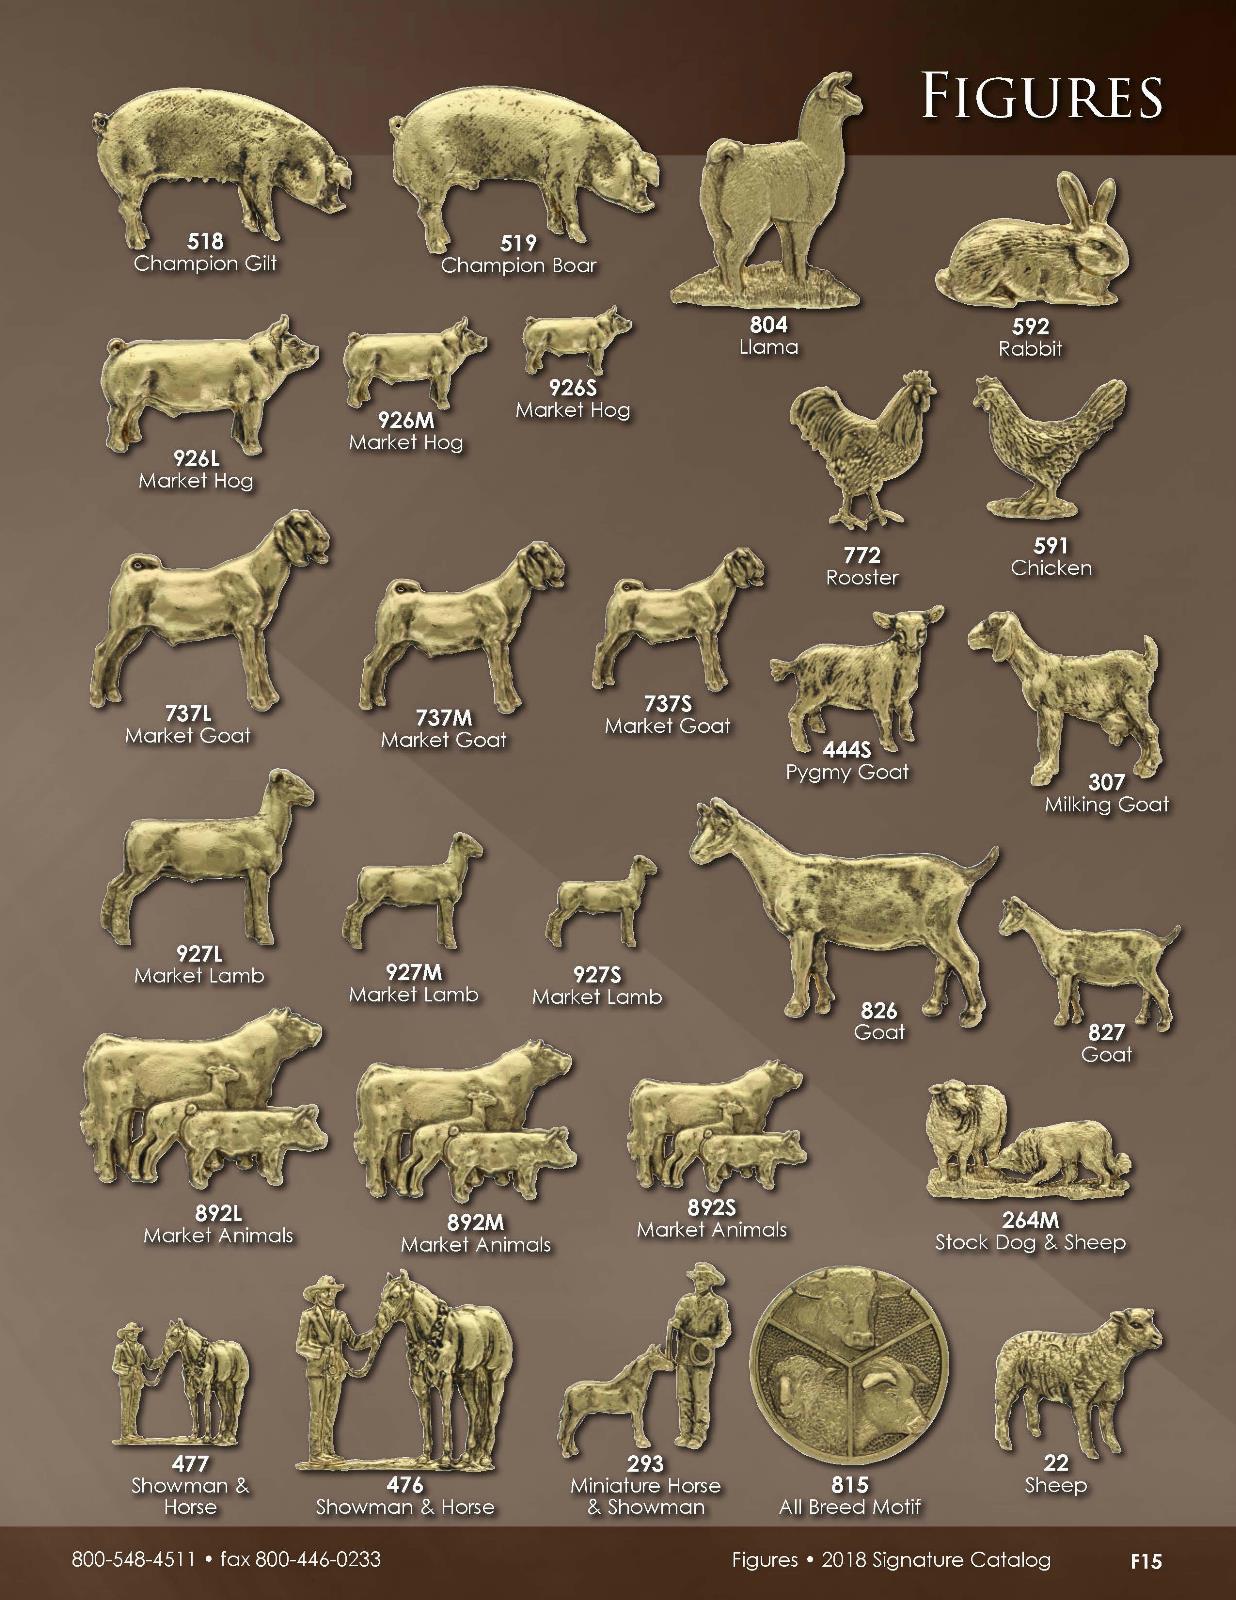 FIGURES
518
Champion Gilt
519
Champion Boar
804
Llama
592
Rabbit
926L
Market Hog
926M
Market Hog
926S
Market Hog
772
Rooster
591
Chicken
737L
Market Goat
737M
Market Goat
737S
Market Goat
444S
Pygmy Goat
307
Milking Goat
927L
Market Lamb
927M
Market Lamb
927S
Market Lamb
826
Goat
827
Goat
892L
Market Animals
892M
Market Animals
892S
Market Animals
264M
Stock Dog & Sheep
477
Showman &
Horse
476
Showman & Horse
293
Miniature Horse
& Showman
815
All Breed Motif
22
Sheep
800-548-4511 • fax 800-446-0233
Figures • 2018 Signature Catalog
F15